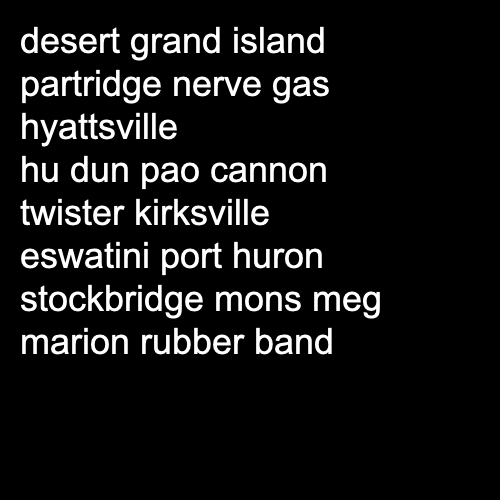 desert grand island
partridge nerve gas
hyattsville
hu dun pao cannon
twister kirksville
eswatini port huron
stockbridge mons meg
marion rubber band